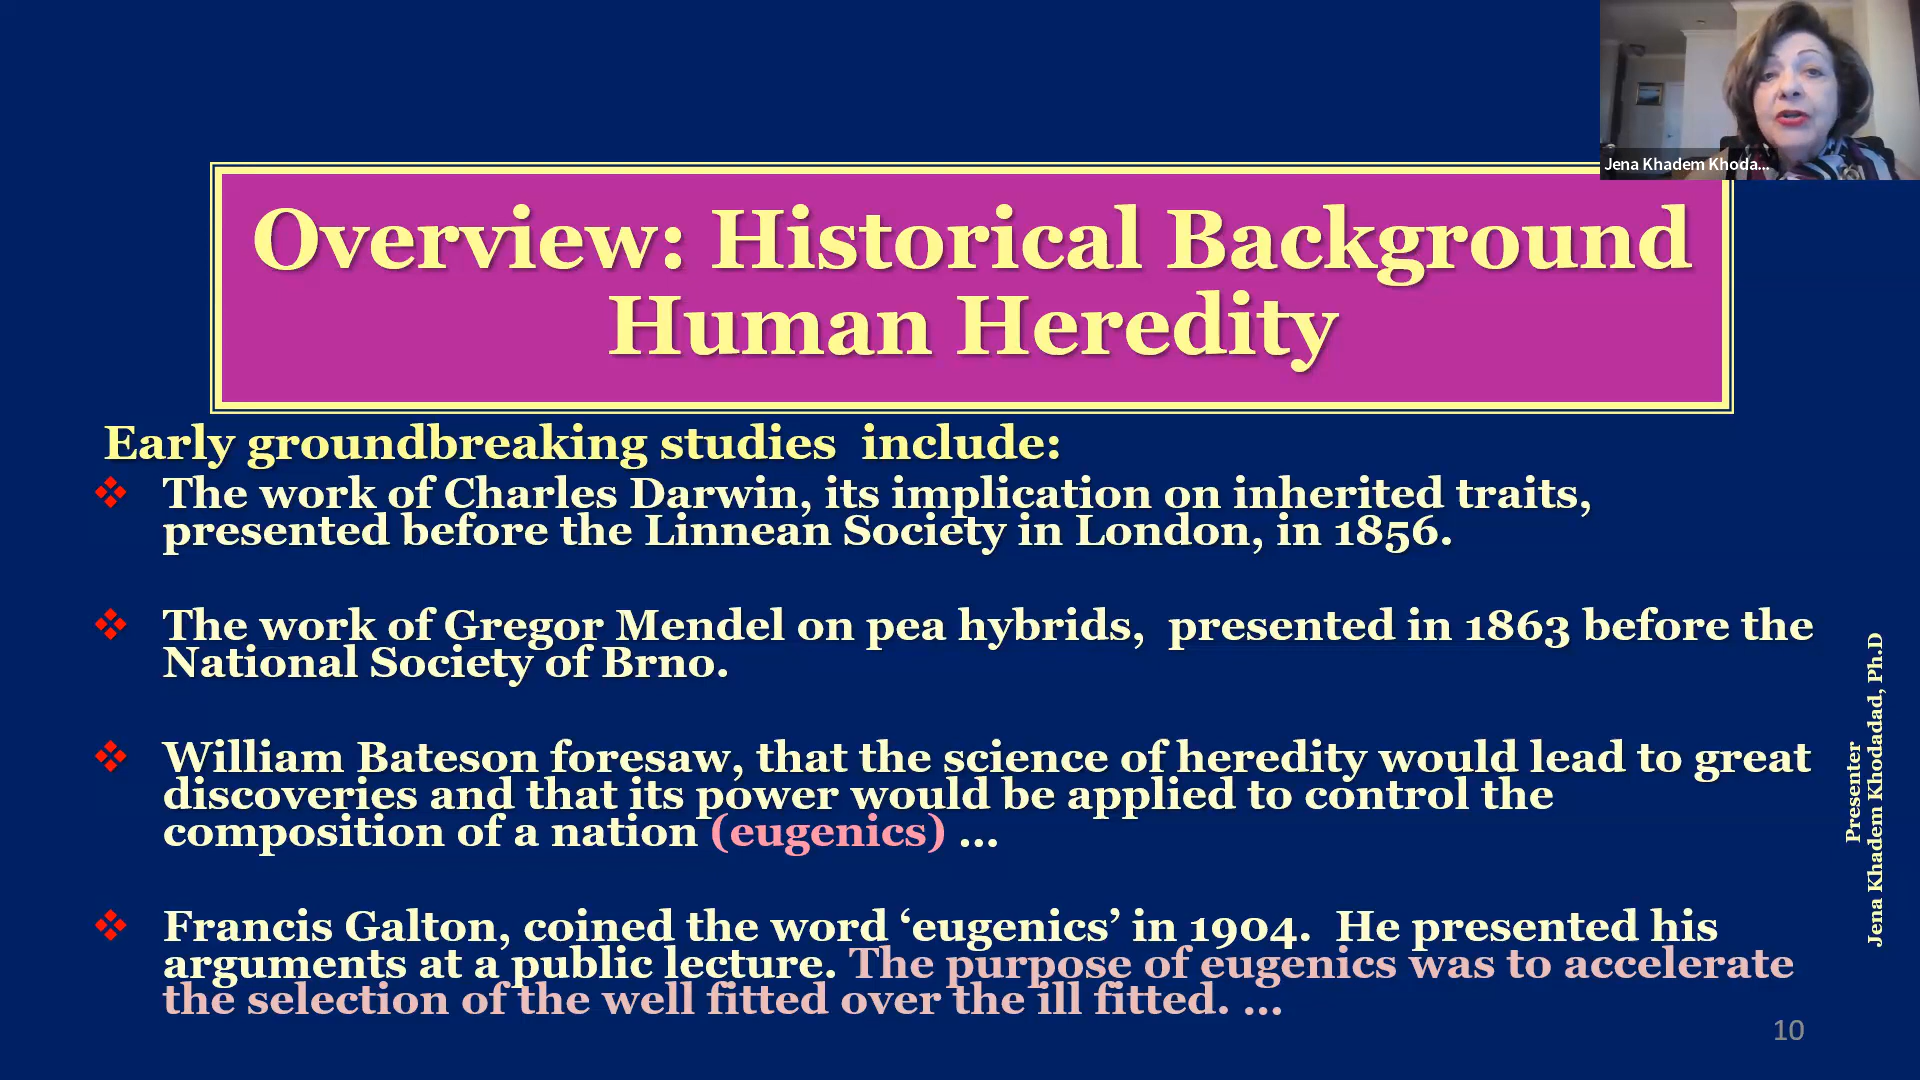 Jena Khadem Khoda...
Overview: Historical Background
Human Heredity
Early groundbreaking studies include:
The work of Charles Darwin, its implication on inherited traits,
presented before the Linnean Society in London, in 1856.
The work of Gregor Mendel on pea hybrids, presented in 1863 before the
National Society of Brno.
William Bateson foresaw, that the science of heredity would lead to great
discoveries and that its power would be applied to control the
composition of a nation (eugenics) ...
Francis Galton, coined the word ‘eugenics’ in 1904. He presented his
arguments at a public lecture. The purpose of eugenics was to accelerate
the selection of the well fitted over the ill fitted. ...
Presenter
Jena Khadem Khodadad, Ph.D
10